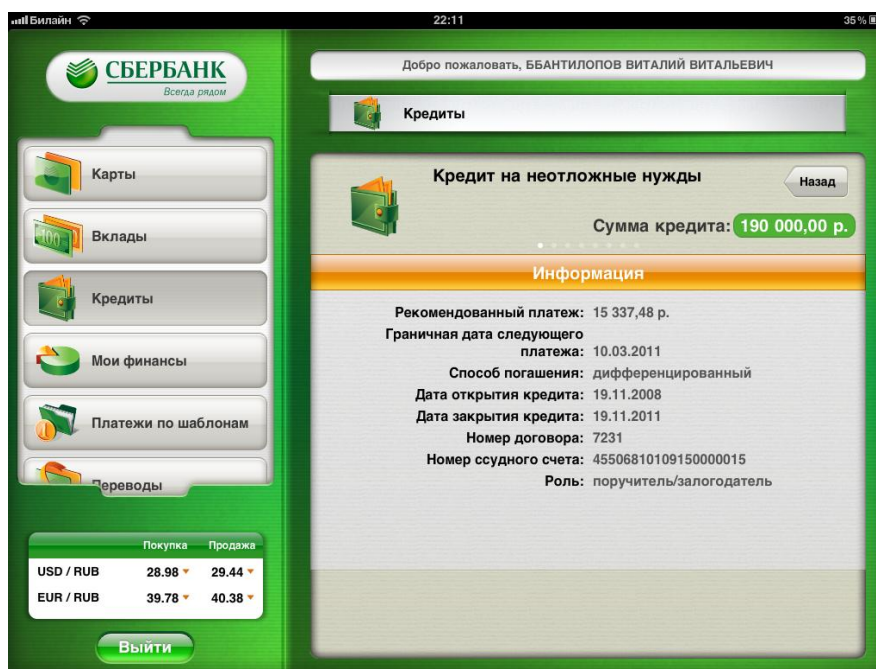 Билайн 22:11 35%
СБЕРБАНК
Всегда рядом
Добро пожаловать, ББАНТИЛОПОВ ВИТАЛИЙ ВИТАЛЬЕВИЧ
Кредиты
Карты
Вклады
100
Кредиты
Мои финансы
Платежи по шаблонам
Переводы
Кредит на неотложные нужды
Назад
Сумма кредита: 190 000,00 р.
Информация
Рекомендованный платеж: 15 337,48 р.
Граничная дата следующего
платежа: 10.03.2011
Способ погашения: дифференцированный
Дата открытия кредита: 19.11.2008
Дата закрытия кредита: 19.11.2011
Номер договора: 7231
Номер ссудного счета: 45506810109150000015
Роль: поручитель/залогодатель
Покупка Продажа
USD / RUB 28.98 29.44
EUR / RUB 39.78 40.38
Выйти